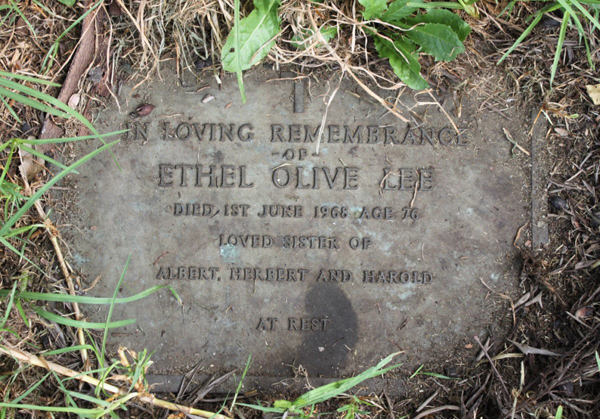 IN LOVING REMEMBRANCE
OF
ETHEL OLIVE LEE
DIED, 1ST JUNE 1968 AGE 76
LOVED SISTER OF
ALBERT, HERBERT AND HAROLD
AT REST